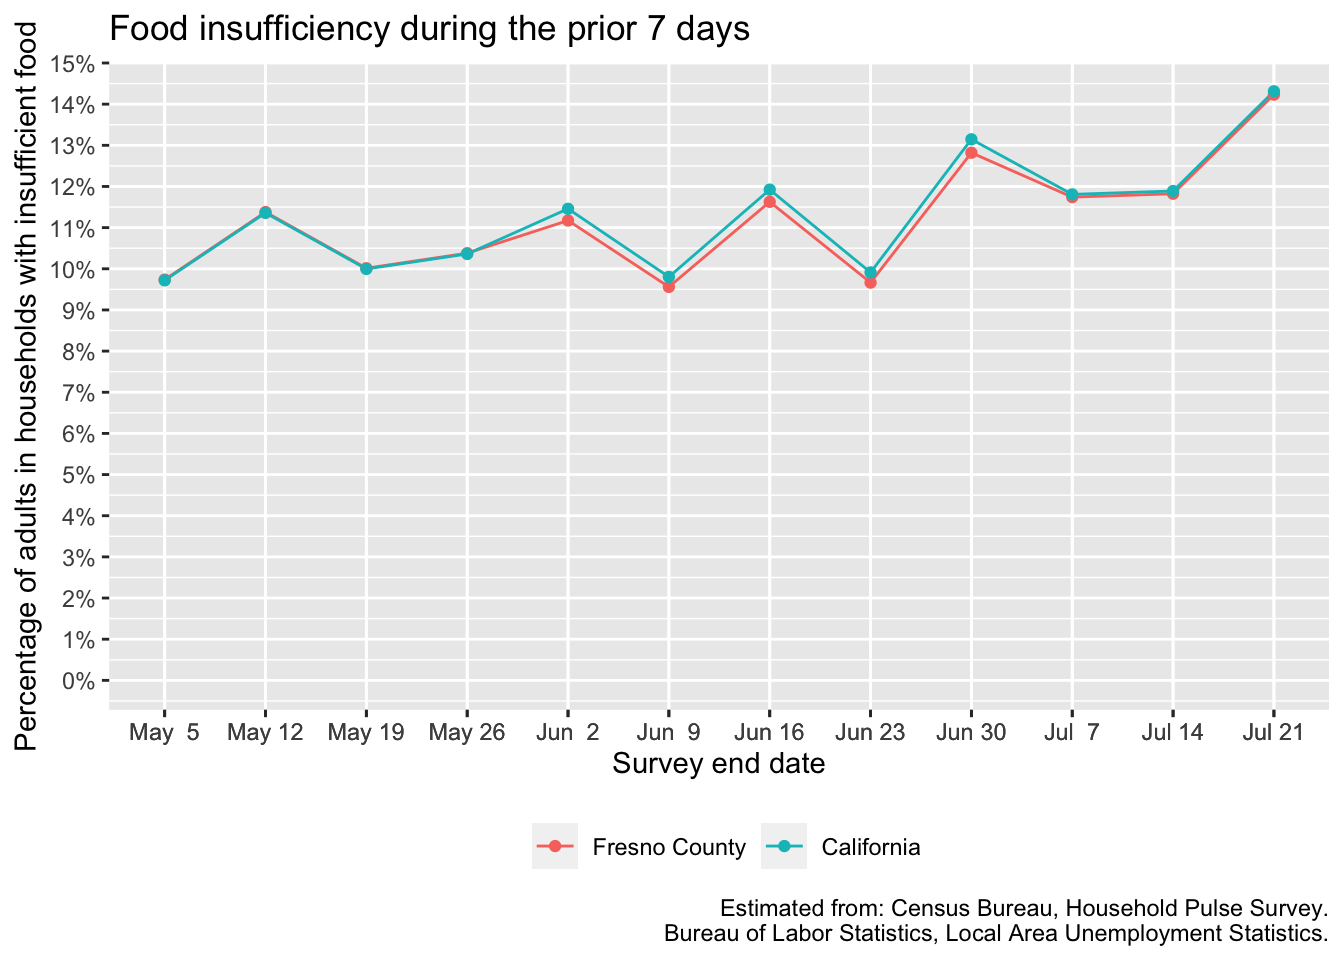 Food insufficiency during the prior 7 days
Percentage of adults in households with insufficient food
15%
14%
13%
12%
11%
10%
9%
8%
7%
6%
5%
4%
3%
2%
1%
0%
May 5 May 12 May 19 May 26 Jun 2 Jun 9 Jun 16 Jun 23 Jun 30 Jul 7 Jul 14 Jul 21
Survey end date
Fresno County California
Estimated from: Census Bureau, Household Pulse Survey.
Bureau of Labor Statistics, Local Area Unemployment Statistics.